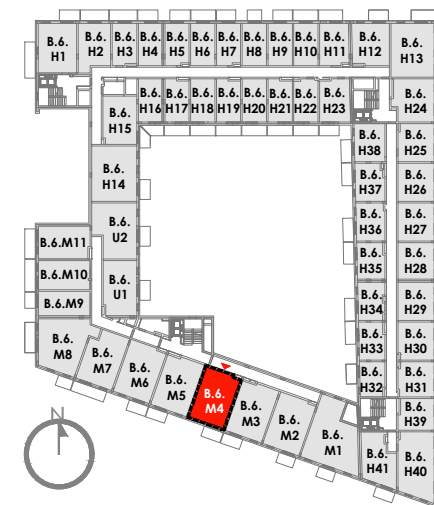 B.6.
H1
B.6.
H2
B.6.
H3
B.6.
H4
B.6.
H5
B.6.
H6
B.6.
H7
B.6.
H8
B.6.
H9
B.6.
H10
B.6.
H11
B.6.
H12
B.6.
H13
B.6.
H15
B.6.
H16
B.6.
H17
B.6.
H18
B.6.
H19
B.6.
H20
B.6.
H21
B.6.
H22
B.6.
H23
B.6.
H24
B.6.
H38
B.6.
H25
B.6.
H14
B.6.
H37
B.6.
H26
B.6.
U2
B.6.
H36
B.6.
H27
B.6.M11
B.6.
H35
B.6.
H28
B.6.M10
B.6.
U1
B.6.
H34
B.6.
H29
B.6.M9
B.6.
M8
B.6.
M7
B.6.
M6
B.6.
M5
B.6.
M4
B.6.
M3
B.6.
M2
B.6.
M1
B.6.
H33
B.6.
H30
B.6.
H32
B.6.
H31
B.6.
H39
B.6.
H41
B.6.
H40
N